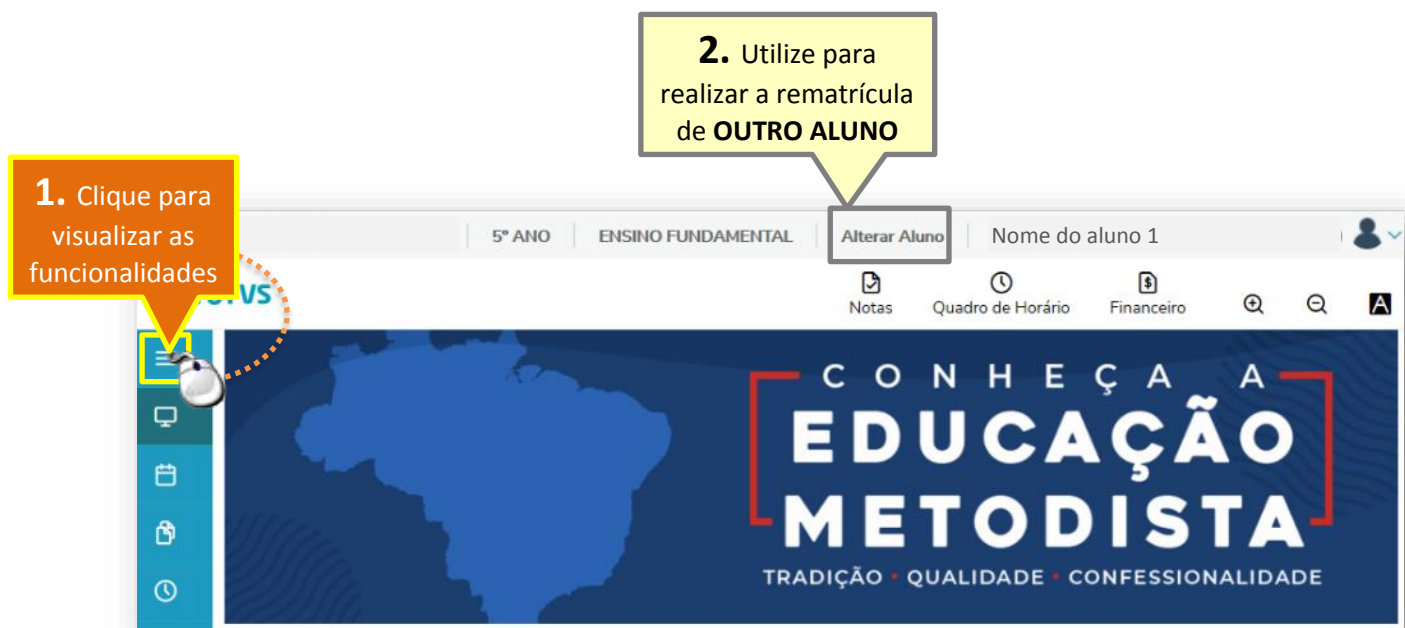 2. Utilize para
realizar a rematrícula
de OUTRO ALUNO
1. Clique para
visualizar as
funcionalidades
5º ANO
ENSINO FUNDAMENTAL
Alterar Aluno
Nome do aluno 1
Notas
Quadro de Horário
Financeiro
A
CONHEÇA A
EDUCAÇÃO
METODISTA
TRADIÇÃO • QUALIDADE • CONFESSIONALIDADE